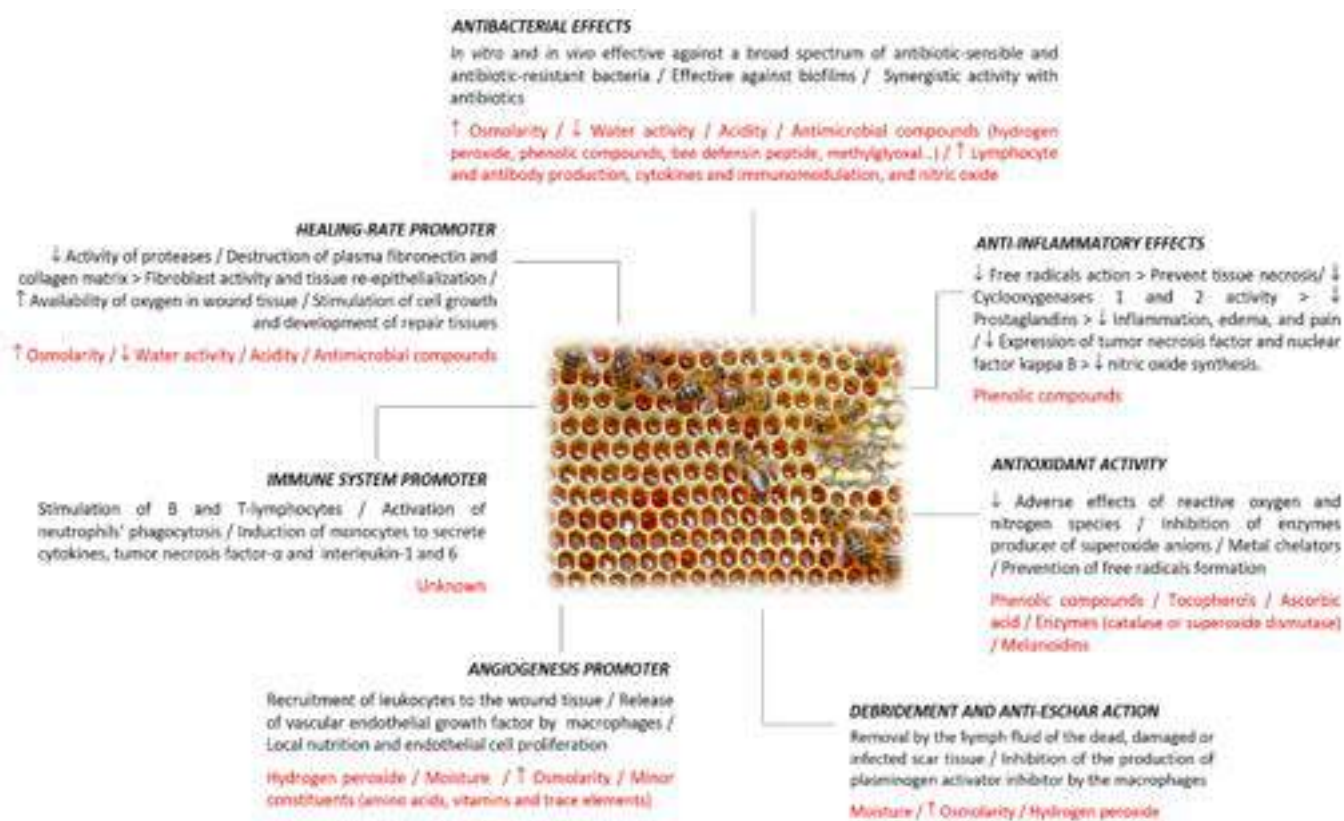 ANTIBACTERIAL EFFECTS
In vitro and in vivo effective against a broad spectrum of antibiotic-sensible and
antibiotic-resistant bacteria / Effective against biofilms / Synergistic activity with
antibiotics
↑ Osmolarity / ↓ Water activity / Acidity / Antimicrobial compounds (hydrogen
peroxide, phenolic compounds, bee defensin peptide, methylglyoxal...) / ↑ Lymphocyte
and antibody production, cytokines and immunomodulation, and nitric oxide
HEALING-RATE PROMOTER
↓ Activity of proteases / Destruction of plasma fibronectin and
collagen matrix > Fibroblast activity and tissue re-epithelialization /
↑ Availability of oxygen in wound tissue / Stimulation of cell growth
and development of repair tissues
↑ Osmolarity / ↓ Water activity / Acidity / Antimicrobial compounds
ANTI-INFLAMMATORY EFFECTS
↓ Free radicals action > Prevent tissue necrosis/ ↓
Cyclooxygenases 1 and 2 activity > ↓
Prostaglandins > ↓ Inflammation, edema, and pain
/ ↓ Expression of tumor necrosis factor and nuclear
factor kappa B > ↓ nitric oxide synthesis.
Phenolic compounds
IMMUNE SYSTEM PROMOTER
Stimulation of B and T-lymphocytes / Activation of
neutrophils' phagocytosis / Induction of monocytes to secrete
cytokines, tumor necrosis factor-α and interleukin-1 and 6
Unknown
ANTIOXIDANT ACTIVITY
↓ Adverse effects of reactive oxygen and
nitrogen species / Inhibition of enzymes
producer of superoxide anions / Metal chelators
/ Prevention of free radicals formation
Phenolic compounds / Tocopherols / Ascorbic
acid / Enzymes (catalase or superoxide dismutase)
/ Melanoidins
ANGIOGENESIS PROMOTER
Recruitment of leukocytes to the wound tissue / Release
of vascular endothelial growth factor by macrophages /
Local nutrition and endothelial cell proliferation
Hydrogen peroxide / Moisture / ↑ Osmolarity / Minor
constituents (amino acids, vitamins and trace elements)
DEBRIDEMENT AND ANTI-ESCHAR ACTION
Removal by the lymph fluid of the dead, damaged or
infected scar tissue / Inhibition of the production of
plasminogen activator inhibitor by the macrophages
Moisture / ↑ Osmolarity / Hydrogen peroxide